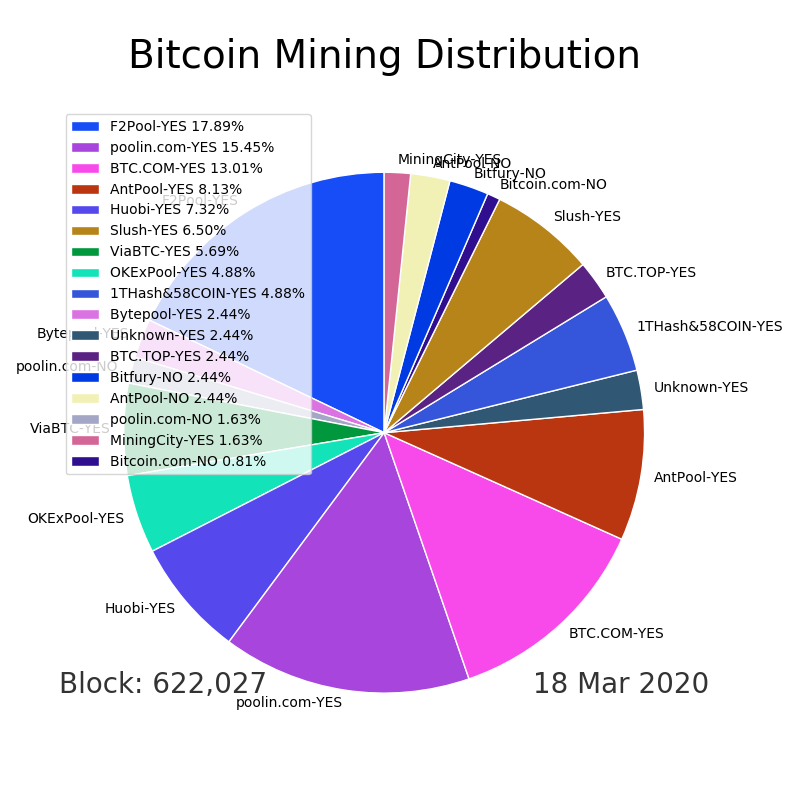 Bitcoin Mining Distribution
F2Pool-YES 17.89%
poolin.com-YES 15.45%
BTC.COM-YES 13.01%
AntPool-YES 8.13%
Huobi-YES 7.32%
Slush-YES 6.50%
ViaBTC-YES 5.69%
OKExPool-YES 4.88%
1THash&58COIN-YES 4.88%
Bytepool-YES 2.44%
Unknown-YES 2.44%
BTC.TOP-YES 2.44%
Bitfury-NO 2.44%
AntPool-NO 2.44%
poolin.com-NO 1.63%
MiningCity-YES 1.63%
Bitcoin.com-NO 0.81%
MiningCity-YES
AntPool-NO
Bitfury-NO
Bitcoin.com-NO
Slush-YES
BTC.TOP-YES
1THash&58COIN-YES
Unknown-YES
AntPool-YES
BTC.COM-YES
poolin.com-YES
Huobi-YES
OKExPool-YES
ViaBTC-YES
poolin.com-NO
Bytepool-YES
F2Pool-YES
Block: 622,027
18 Mar 2020